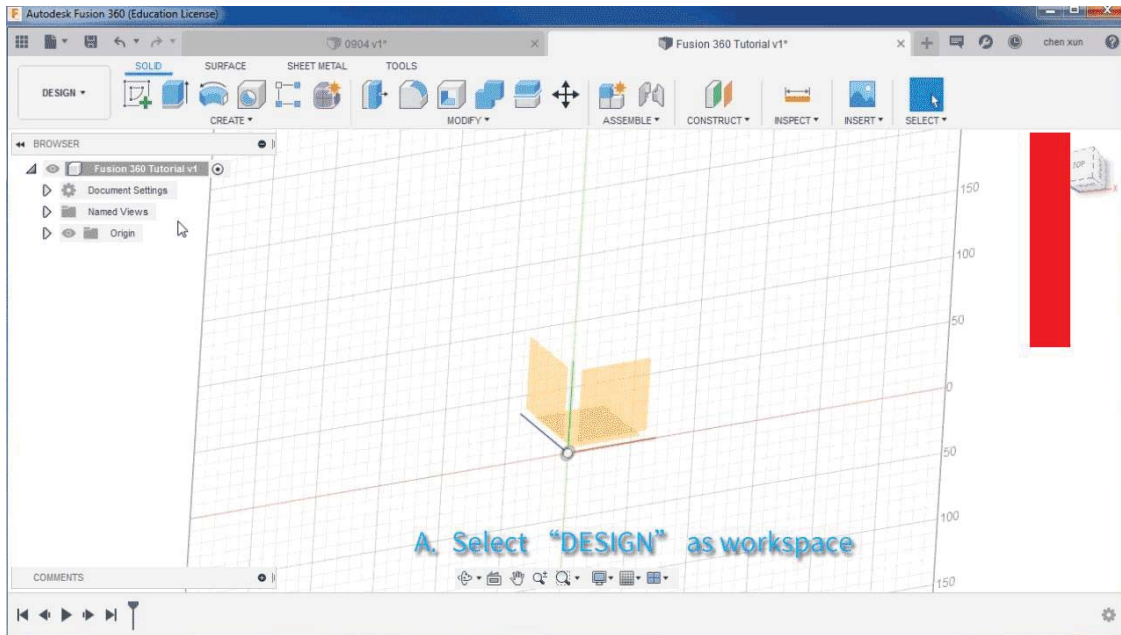 Autodesk Fusion 360 (Education License)
0904 v1*
Fusion 360 Tutorial v1*
chen xun
DESIGN
SOLID
SURFACE
SHEET METAL
TOOLS
CREATE
MODIFY
ASSEMBLE
CONSTRUCT
INSPECT
INSERT
SELECT
BROWSER
Fusion 360 Tutorial v1
Document Settings
Named Views
Origin
TOP
X
150
100
50
0
50
100
150
A. Select “DESIGN” as workspace
COMMENTS